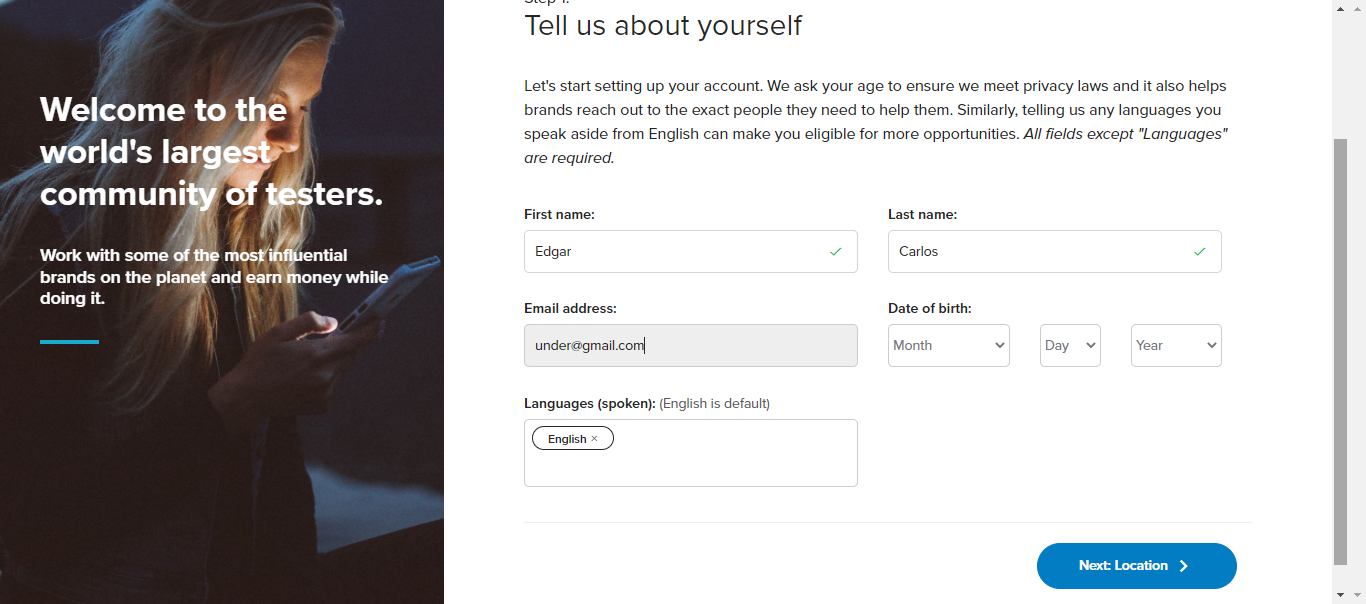 Welcome to the
world's largest
community of testers.
Work with some of the most influential
brands on the planet and earn money while
doing it.
Step 1:
Tell us about yourself
Let's start setting up your account. We ask your age to ensure we meet privacy laws and it also helps
brands reach out to the exact people they need to help them. Similarly, telling us any languages you
speak aside from English can make you eligible for more opportunities. All fields except "Languages"
are required.
First name:
Last name:
Edgar
Carlos
Email address:
Date of birth:
under@gmail.com
Month
Day
Year
Languages (spoken): (English is default)
English ×
Next: Location